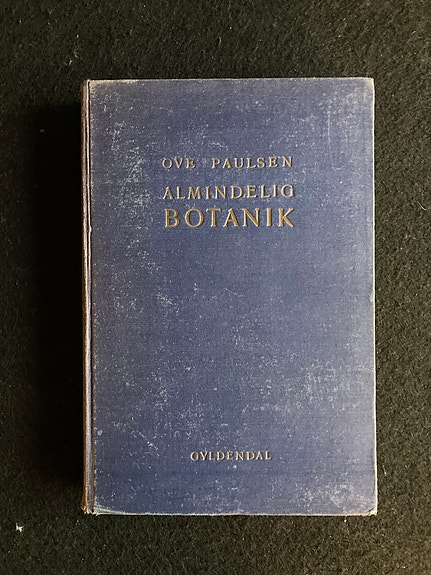 OVE PAULSEN
ALMINDELIG
BOTANIK
GYLDENDAL